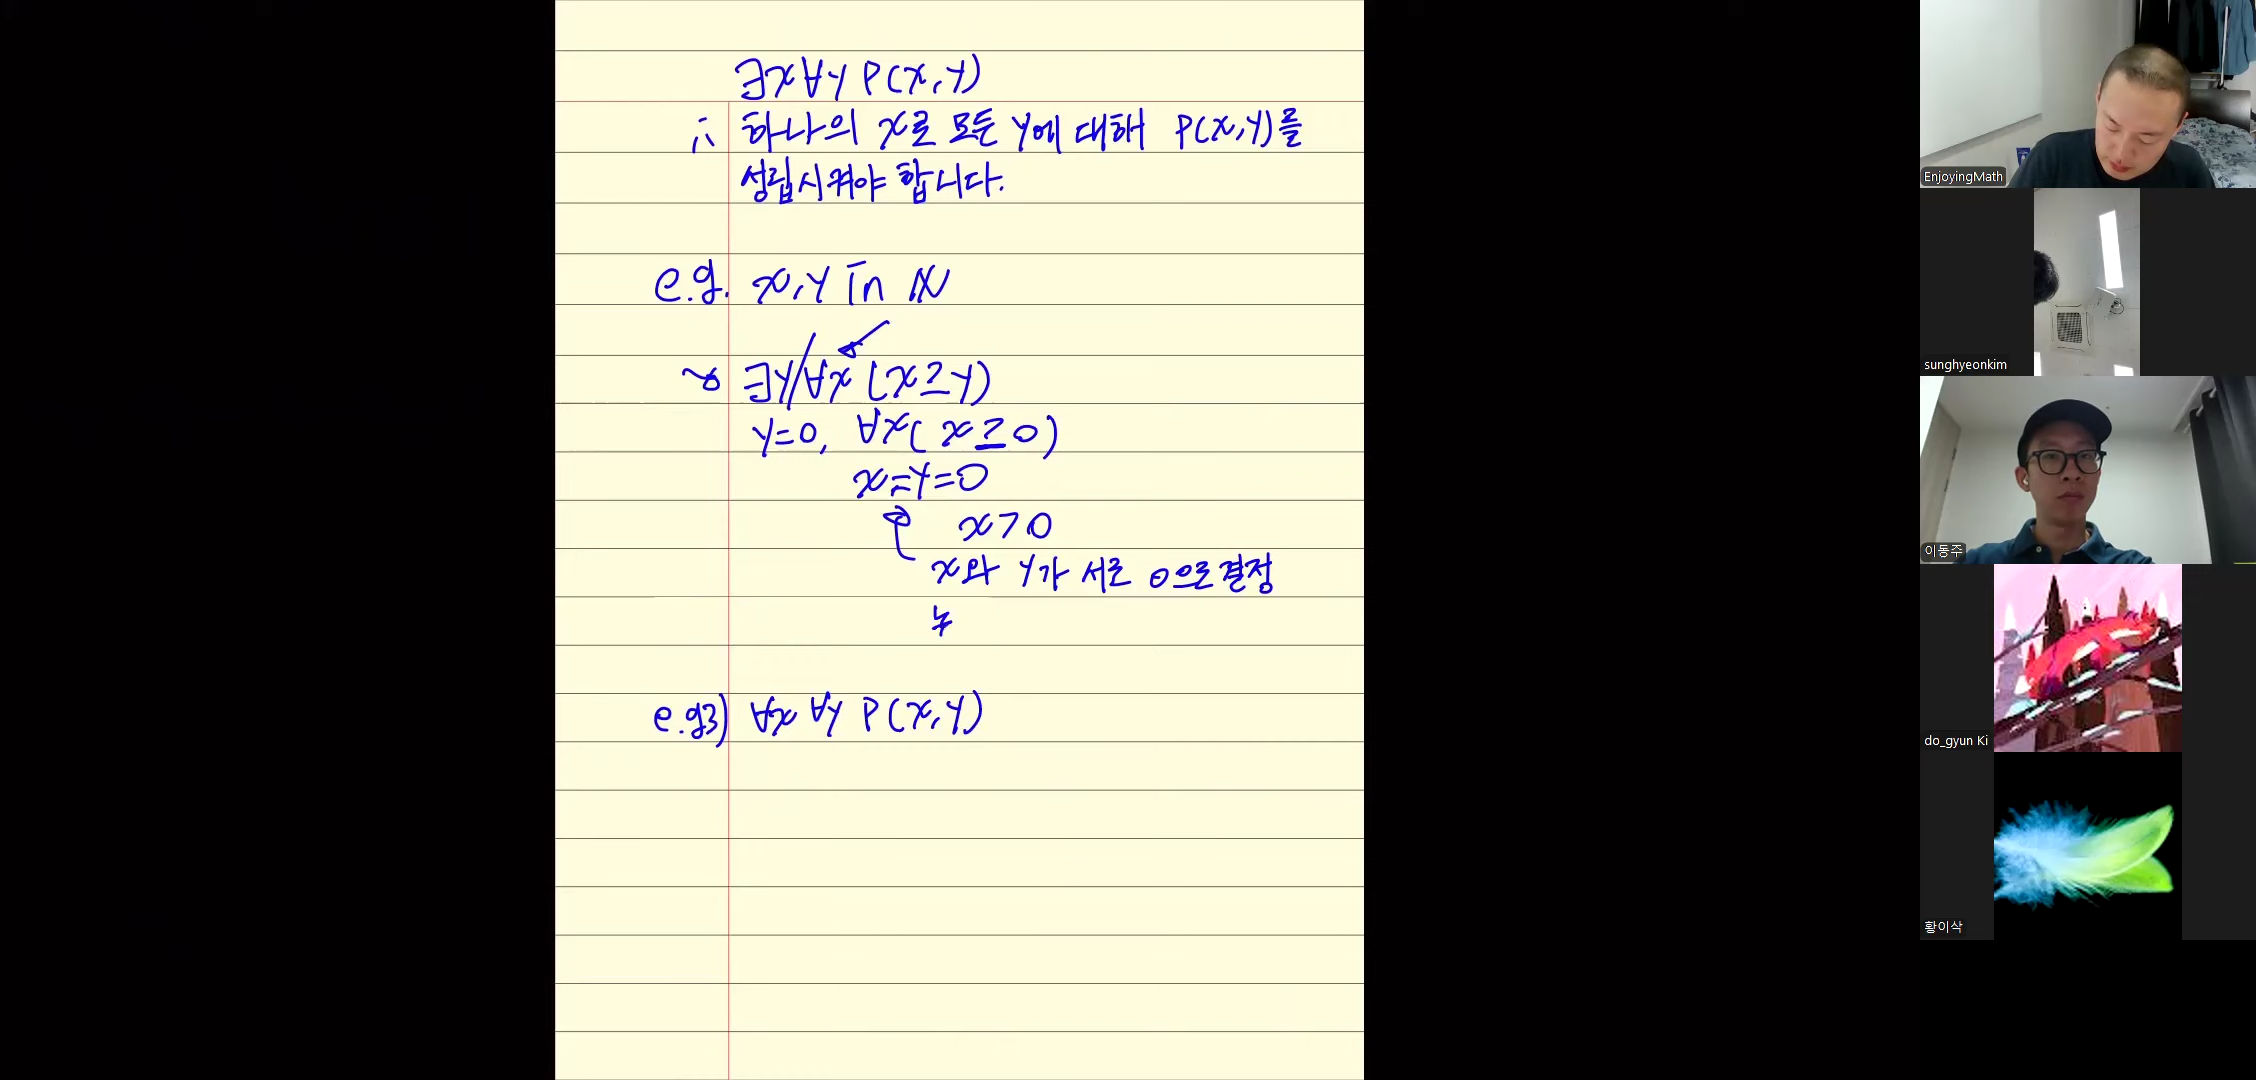 ∃x∀y P(x,y)
∴ 하나의 x로 모든 y에 대해 P(x,y)를
성립시켜야 합니다.
e.g. x,y in ℕ
∃y/∀x (x≥y)
y=0, ∀x(x≥0)
x=y=0
x>0
x와 y가 서로 0으로 결정
e.g3) ∀x ∀y P(x,y)
EnjoyingMath
sunghyeonkim
이동주
do_gyun Ki
황이삭